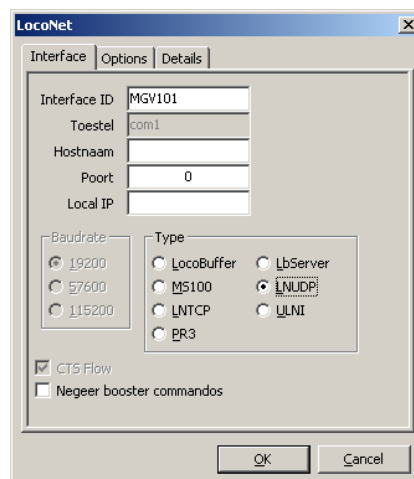 LocoNet
Interface Options Details
Interface ID MGV101
Toestel com1
Hostnaam
Poort 0
Local IP
Baudrate
19200
57600
115200
Type
LocoBuffer LbServer
MS100 LNUDP
LNTCP ULNI
PR3
CTS Flow
Negeer booster commandos
OK Cancel